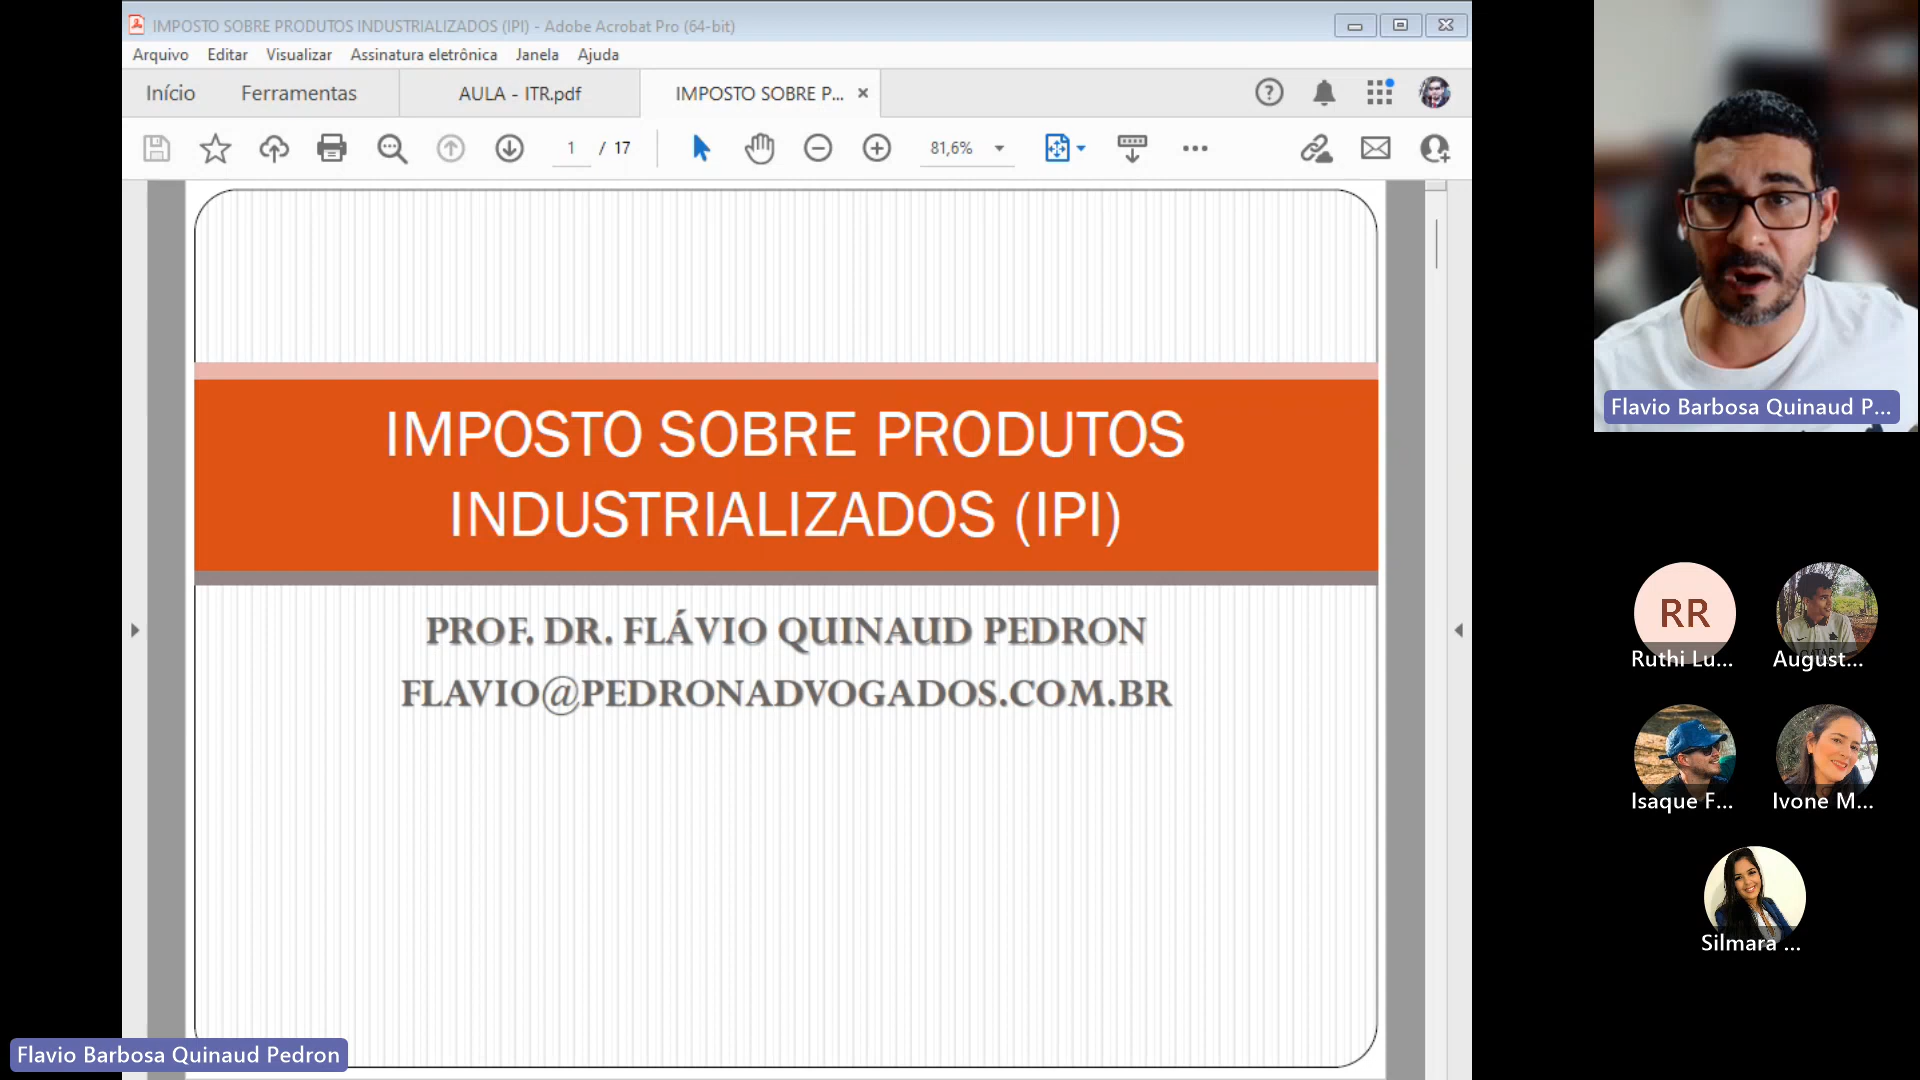 IMPOSTO SOBRE PRODUTOS INDUSTRIALIZADOS (IPI) - Adobe Acrobat Pro (64-bit)
Arquivo Editar Visualizar Assinatura eletrônica Janela Ajuda
Início Ferramentas AULA - ITR.pdf IMPOSTO SOBRE P...
1 / 17 81,6%
IMPOSTO SOBRE PRODUTOS
INDUSTRIALIZADOS (IPI)
PROF. DR. FLÁVIO QUINAUD PEDRON
FLAVIO@PEDRONADVOGADOS.COM.BR
Flavio Barbosa Quinaud Pedron
Flavio Barbosa Quinaud P...
RR
Ruthi Lu... August...
QATAR
Isaque F... Ivone M...
Silmara ...